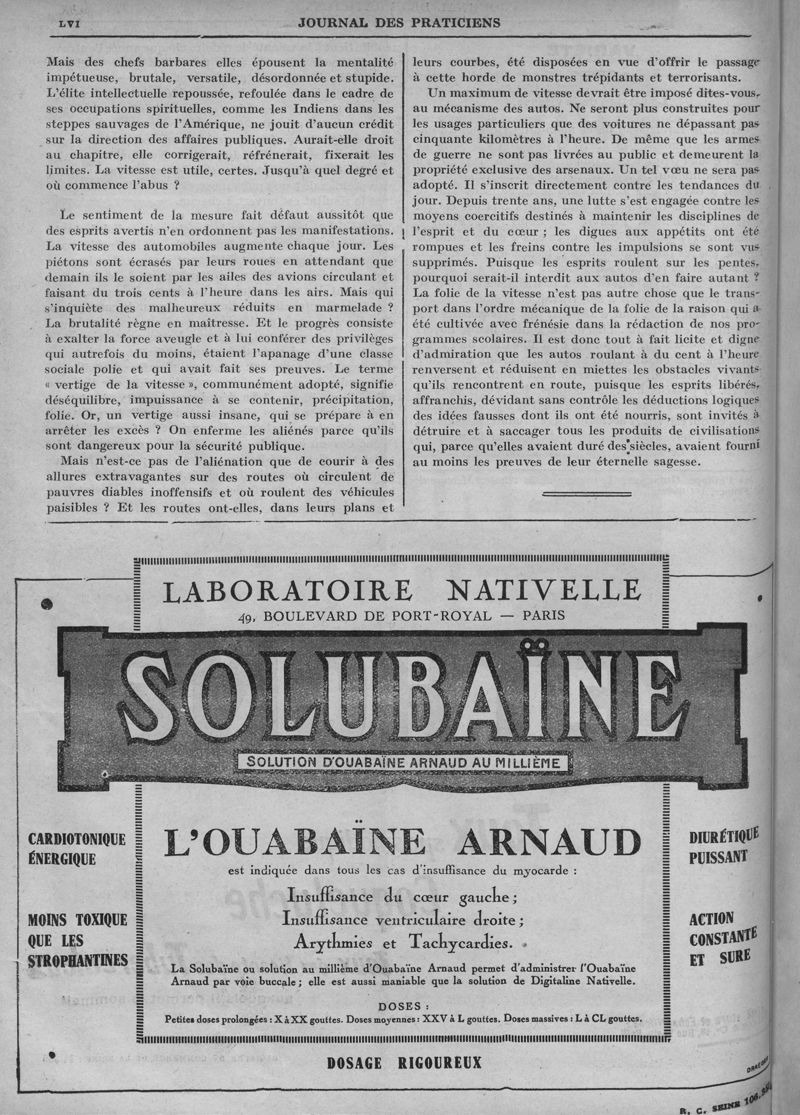 LVI
JOURNAL DES PRATICIENS
Mais des chefs barbares elles épousent la mentalité
impétueuse, brutale, versatile, désordonnée et stupide.
L'élite intellectuelle repoussée, refoulée dans le cadre de
ses occupations spirituelles, comme les Indiens dans les
steppes sauvages de l'Amérique, ne jouit d'aucun crédit
sur la direction des affaires publiques. Aurait-elle droit
au chapitre, elle corrigerait, réfrénerait, fixerait les
limites. La vitesse est utile, certes. Jusqu'à quel degré et
où commence l'abus ?
Le sentiment de la mesure fait défaut aussitôt que
des esprits avertis n'en ordonnent pas les manifestations.
La vitesse des automobiles augmente chaque jour. Les
piétons sont écrasés par leurs roues en attendant que
demain ils le soient par les ailes des avions circulant et
faisant du trois cents à l'heure dans les airs. Mais qui
s'inquiète des malheureux réduits en marmelade ?
La brutalité règne en maîtresse. Et le progrès consiste
à exalter la force aveugle et à lui conférer des privilèges
qui autrefois du moins, étaient l'apanage d'une classe
sociale polie et qui avait fait ses preuves. Le terme
« vertige de la vitesse », communément adopté, signifie
déséquilibre, impuissance à se contenir, précipitation,
folie. Or, un vertige aussi insane, qui se prépare à en
arrêter les excès ? On enferme les aliénés parce qu'ils
sont dangereux pour la sécurité publique.
Mais n'est-ce pas de l'aliénation que de courir à des
allures extravagantes sur des routes où circulent de
pauvres diables inoffensifs et où roulent des véhicules
paisibles ? Et les routes ont-elles, dans leurs plans et
leurs courbes, été disposées en vue d'offrir le passage
à cette horde de monstres trépidants et terrorisants.
Un maximum de vitesse devrait être imposé dites-vous,
au mécanisme des autos. Ne seront plus construites pour
les usages particuliers que des voitures ne dépassant pas
cinquante kilomètres à l'heure. De même que les armes
de guerre ne sont pas livrées au public et demeurent la
propriété exclusive des arsenaux. Un tel vœu ne sera pas
adopté. Il s'inscrit directement contre les tendances du
jour. Depuis trente ans, une lutte s'est engagée contre les
moyens coercitifs destinés à maintenir les disciplines de
l'esprit et du cœur ; les digues aux appétits ont été
rompues et les freins contre les impulsions se sont vus
supprimés. Puisque les esprits roulent sur les pentes,
pourquoi serait-il interdit aux autos d'en faire autant ?
La folie de la vitesse n'est pas autre chose que le trans-
port dans l'ordre mécanique de la folie de la raison qui a
été cultivée avec frénésie dans la rédaction de nos pro-
grammes scolaires. Il est donc tout à fait licite et digne
d'admiration que les autos roulant à du cent à l'heure
renversent et réduisent en miettes les obstacles vivants
qu'ils rencontrent en route, puisque les esprits libérés,
affranchis, dévidant sans contrôle les déductions logiques
des idées fausses dont ils ont été nourris, sont invités à
détruire et à saccager tous les produits de civilisations
qui, parce qu'elles avaient duré des siècles, avaient fourni
au moins les preuves de leur éternelle sagesse.
LABORATOIRE NATIVELLE
49, BOULEVARD DE PORT-ROYAL — PARIS
SOLUBAÏNE
SOLUTION D'OUABAÏNE ARNAUD AU MILLIÈME
CARDIOTONIQUE
ÉNERGIQUE
MOINS TOXIQUE
QUE LES
STROPHANTINES
L'OUABAÏNE ARNAUD
est indiquée dans tous les cas d'insuffisance du myocarde :
Insuffisance du cœur gauche ;
Insuffisance ventriculaire droite ;
Arythmies et Tachycardies.
La Solubaïne ou solution au millième d'Ouabaïne Arnaud permet d'administrer l'Ouabaïne
Arnaud par voie buccale ; elle est aussi maniable que la solution de Digitaline Nativelle.
DOSES :
Petites doses prolongées : X à XX gouttes. Doses moyennes : XXV à L gouttes. Doses massives : L à CL gouttes.
DIURÉTIQUE
PUISSANT
ACTION
CONSTANTE
ET SURE
DOSAGE RIGOUREUX
R. C. SEINE 106.